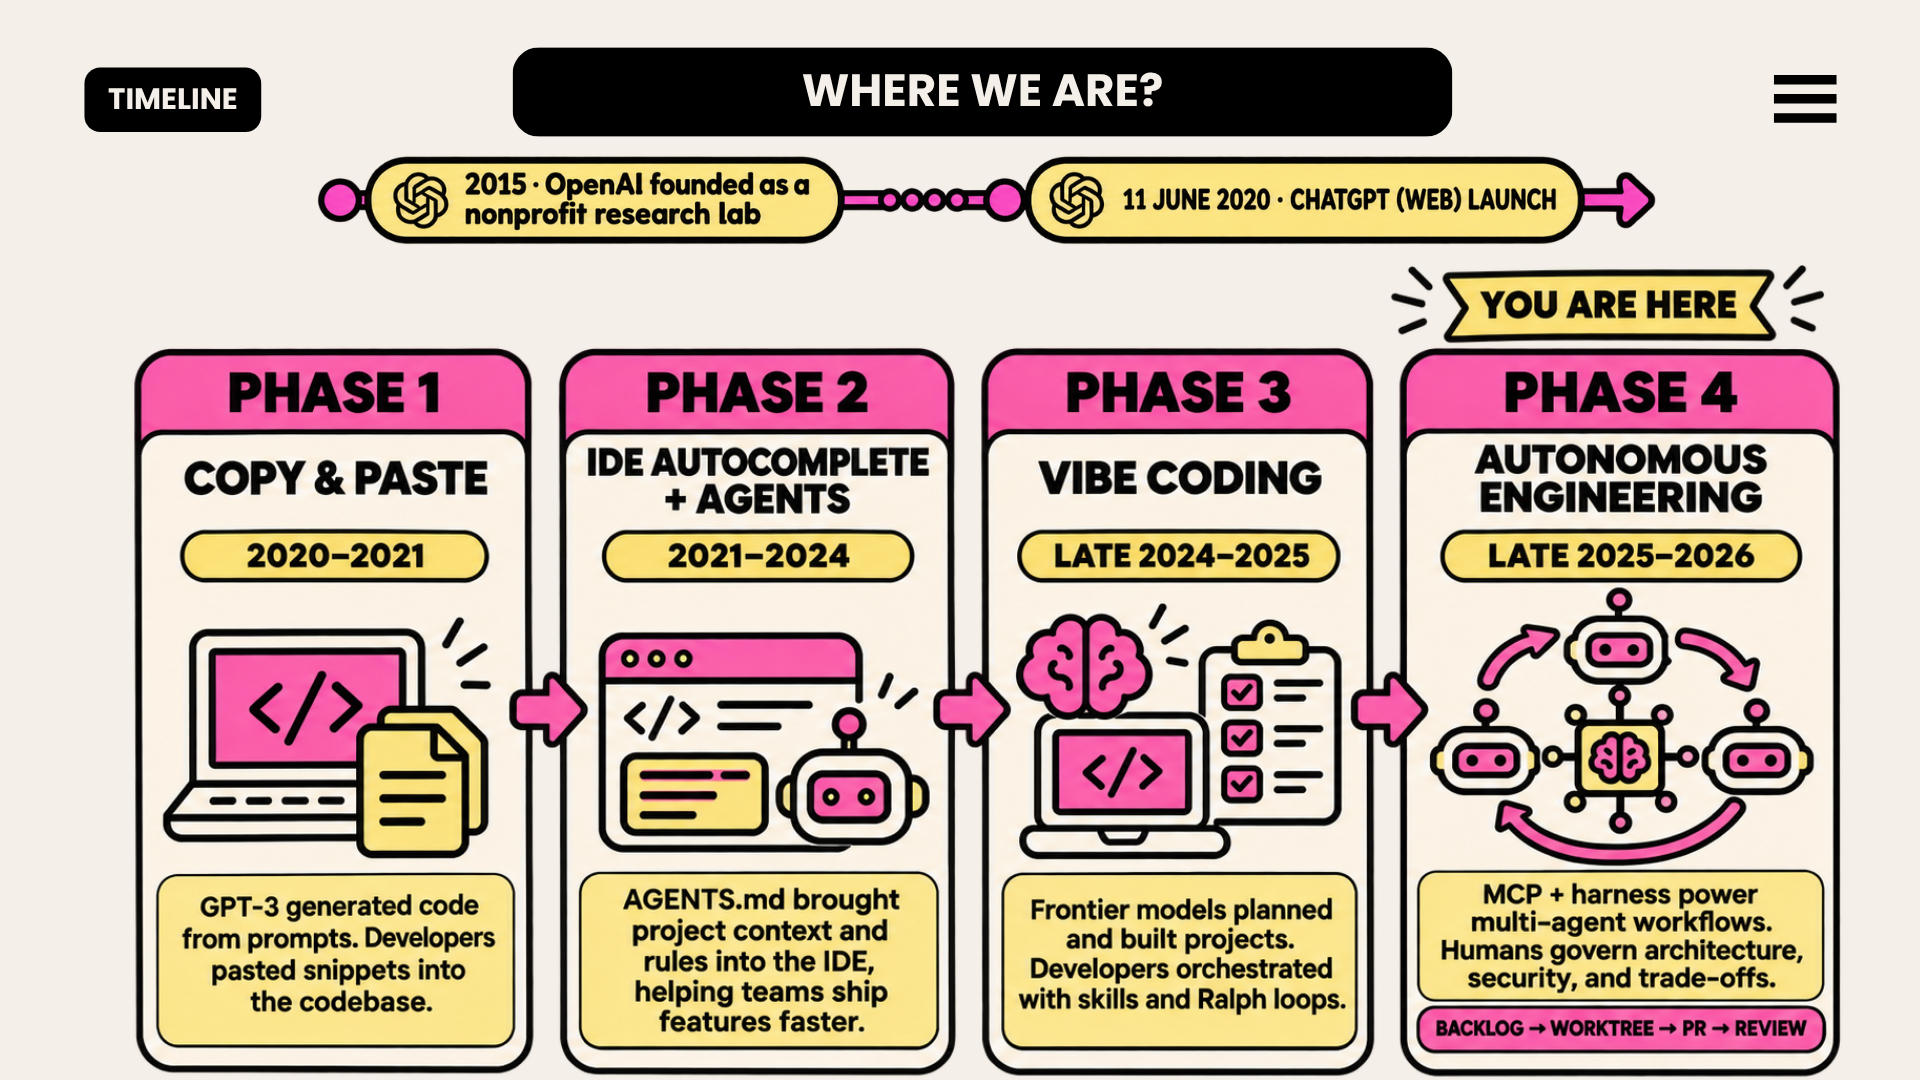 TIMELINE
WHERE WE ARE?
2015 · OpenAI founded as a
nonprofit research lab
11 JUNE 2020 · CHATGPT (WEB) LAUNCH
YOU ARE HERE
PHASE 1
COPY & PASTE
2020–2021
</>
GPT-3 generated code
from prompts. Developers
pasted snippets into
the codebase.
PHASE 2
IDE AUTOCOMPLETE
+ AGENTS
2021–2024
</>
AGENTS.md brought
project context and
rules into the IDE,
helping teams ship
features faster.
PHASE 3
VIBE CODING
LATE 2024–2025
</>
Frontier models planned
and built projects.
Developers orchestrated
with skills and Ralph loops.
PHASE 4
AUTONOMOUS
ENGINEERING
LATE 2025–2026
MCP + harness power
multi-agent workflows.
Humans govern architecture,
security, and trade-offs.
BACKLOG → WORKTREE → PR → REVIEW